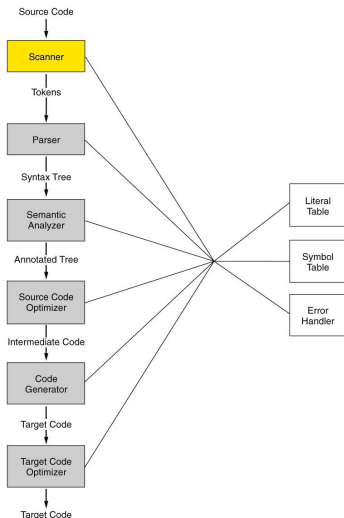 Source Code
Scanner
Tokens
Parser
Syntax Tree
Semantic
Analyzer
Annotated Tree
Source Code
Optimizer
Intermediate Code
Code
Generator
Target Code
Target Code
Optimizer
Target Code
Literal
Table
Symbol
Table
Error
Handler